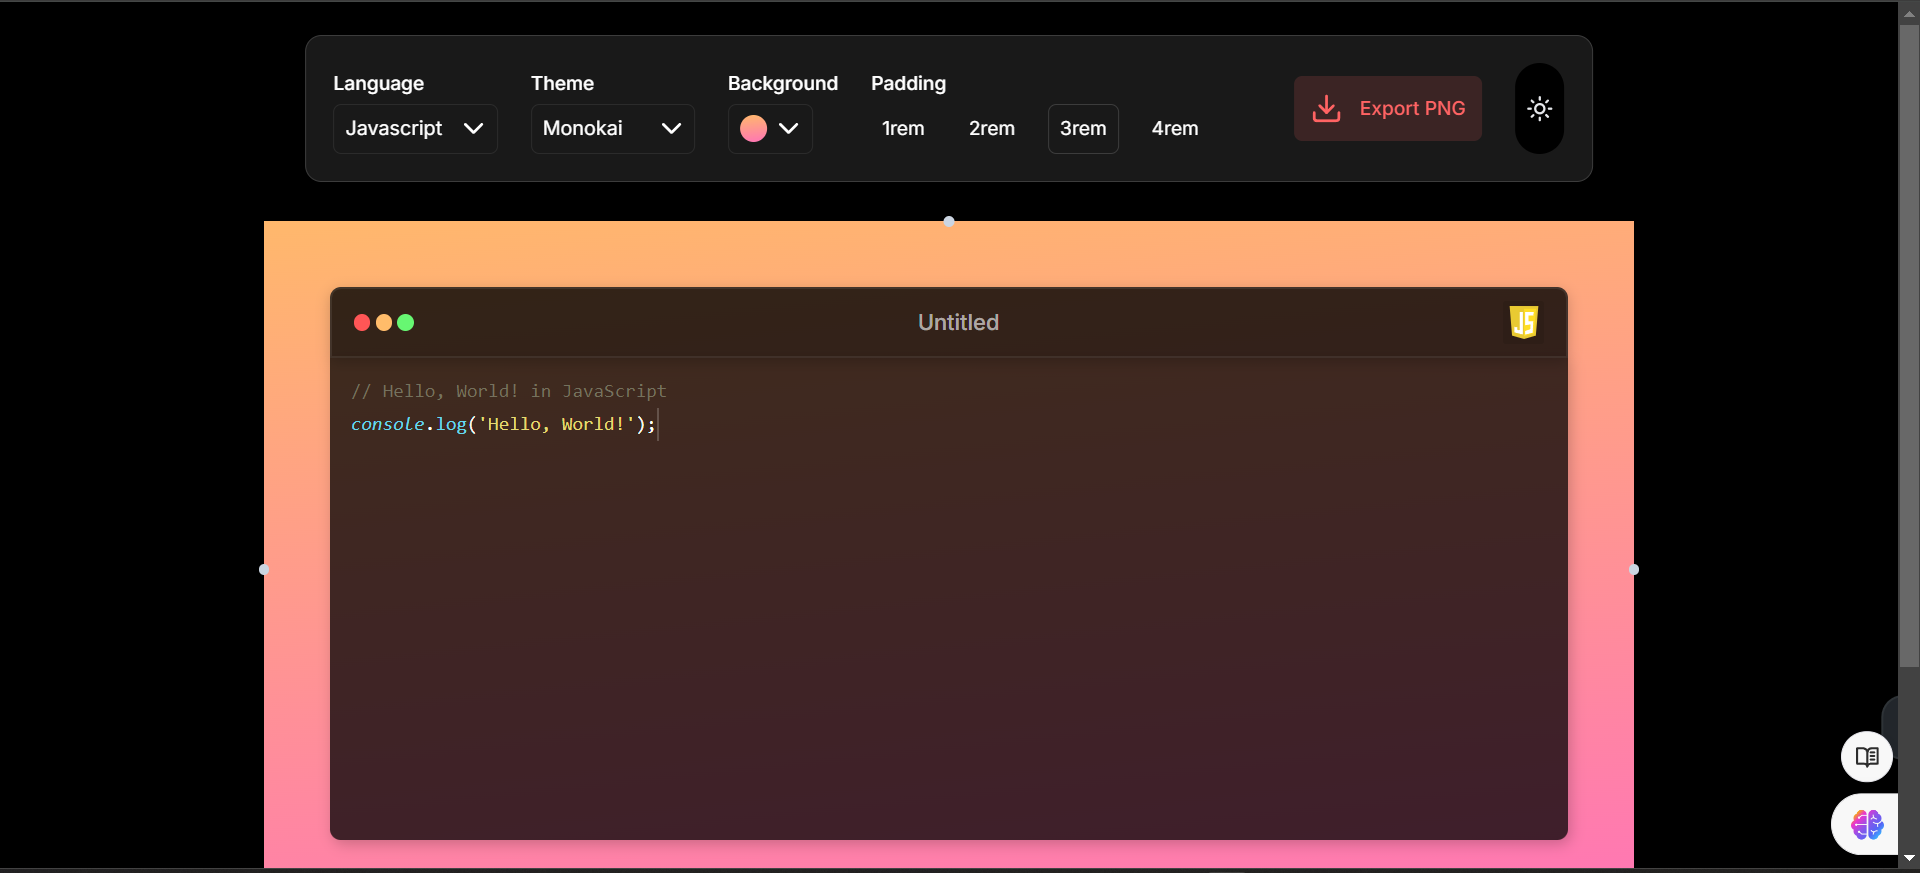 Language Theme Background Padding
Javascript Monokai 1rem 2rem 3rem 4rem Export PNG
Untitled JS
// Hello, World! in JavaScript
console.log('Hello, World!');